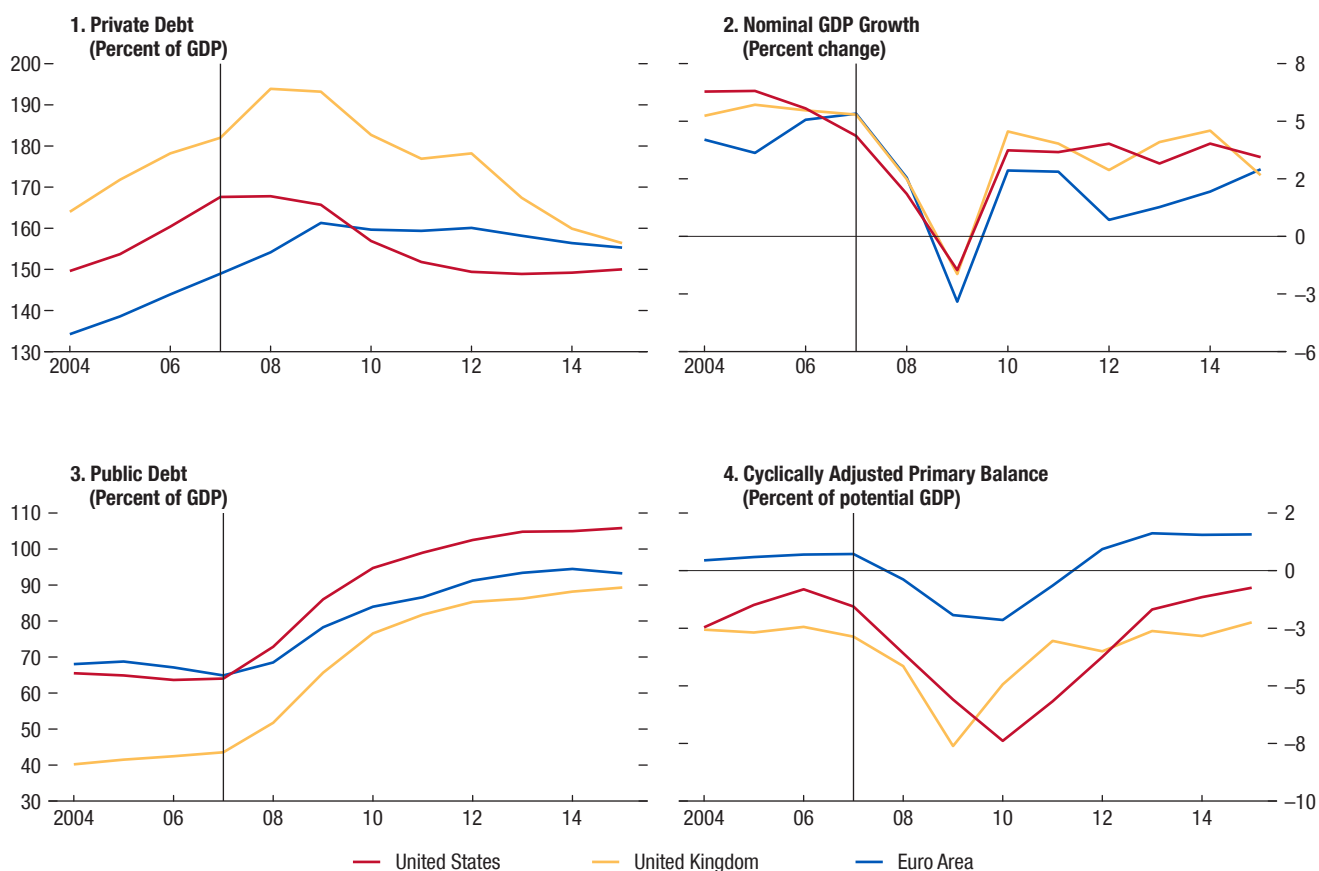 1. Private Debt
(Percent of GDP)
200
190
180
170
160
150
140
130
2004 06 08 10 12 14
2. Nominal GDP Growth
(Percent change)
8
5
2
0
–3
–6
2004 06 08 10 12 14
3. Public Debt
(Percent of GDP)
110
100
90
80
70
60
50
40
30
2004 06 08 10 12 14
4. Cyclically Adjusted Primary Balance
(Percent of potential GDP)
2
0
–3
–5
–8
–10
2004 06 08 10 12 14
United States United Kingdom Euro Area